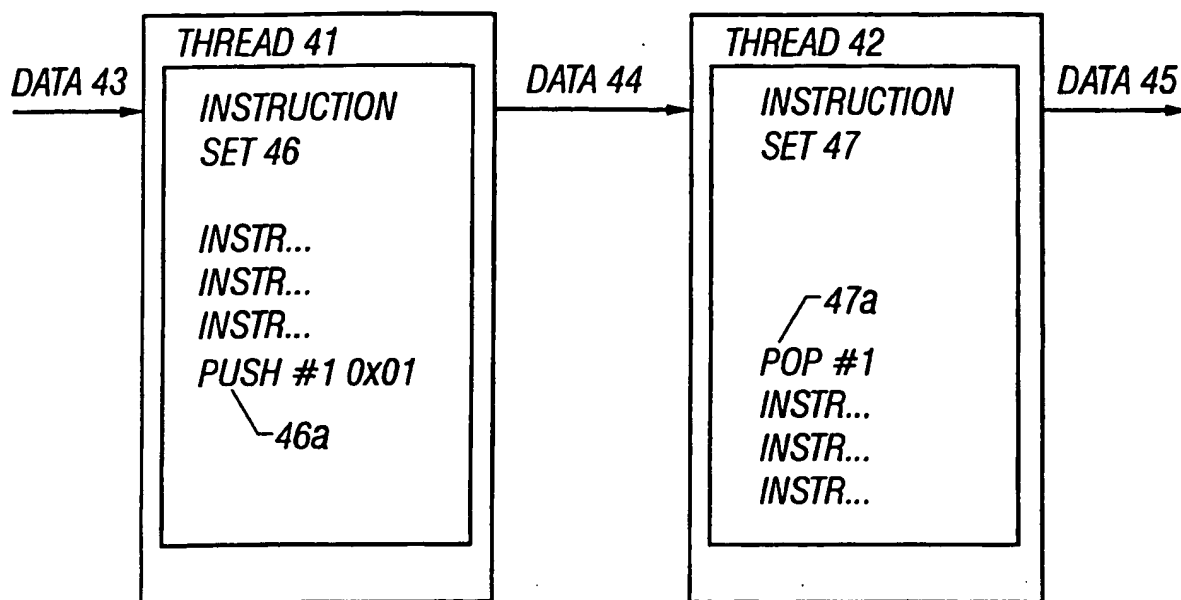 DATA 43
THREAD 41
INSTRUCTION
SET 46
INSTR...
INSTR...
INSTR...
PUSH #1 0X01
46a
DATA 44
THREAD 42
INSTRUCTION
SET 47
47a
POP #1
INSTR...
INSTR...
INSTR...
DATA 45